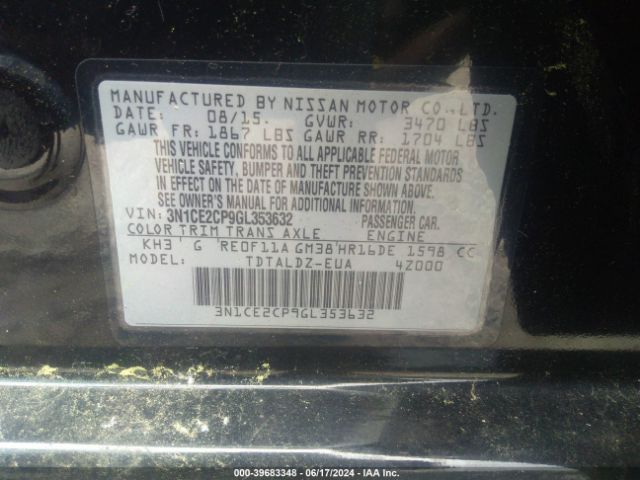 MANUFACTURED BY NISSAN MOTOR CO., LTD.
DATE: 08/15. GVWR: 3470 LBS
GAWR FR: 1867 LBS GAWR RR: 1704 LBS
THIS VEHICLE CONFORMS TO ALL APPLICABLE FEDERAL MOTOR
VEHICLE SAFETY, BUMPER AND THEFT PREVENTION STANDARDS
IN EFFECT ON THE DATE OF MANUFACTURE SHOWN ABOVE.
SEE OWNER'S MANUAL FOR ADDITIONAL INFORMATION.
VIN: 3N1CE2CP9GL353632 PASSENGER CAR.
COLOR TRIM TRANS AXLE ENGINE
KH3 G RE0F11A GM38 HR16DE 1598 CC
MODEL: TDTALDZ-EUA 4Z000
3N1CE2CP9GL353632
000-39683348 - 06/17/2024 - IAA Inc.